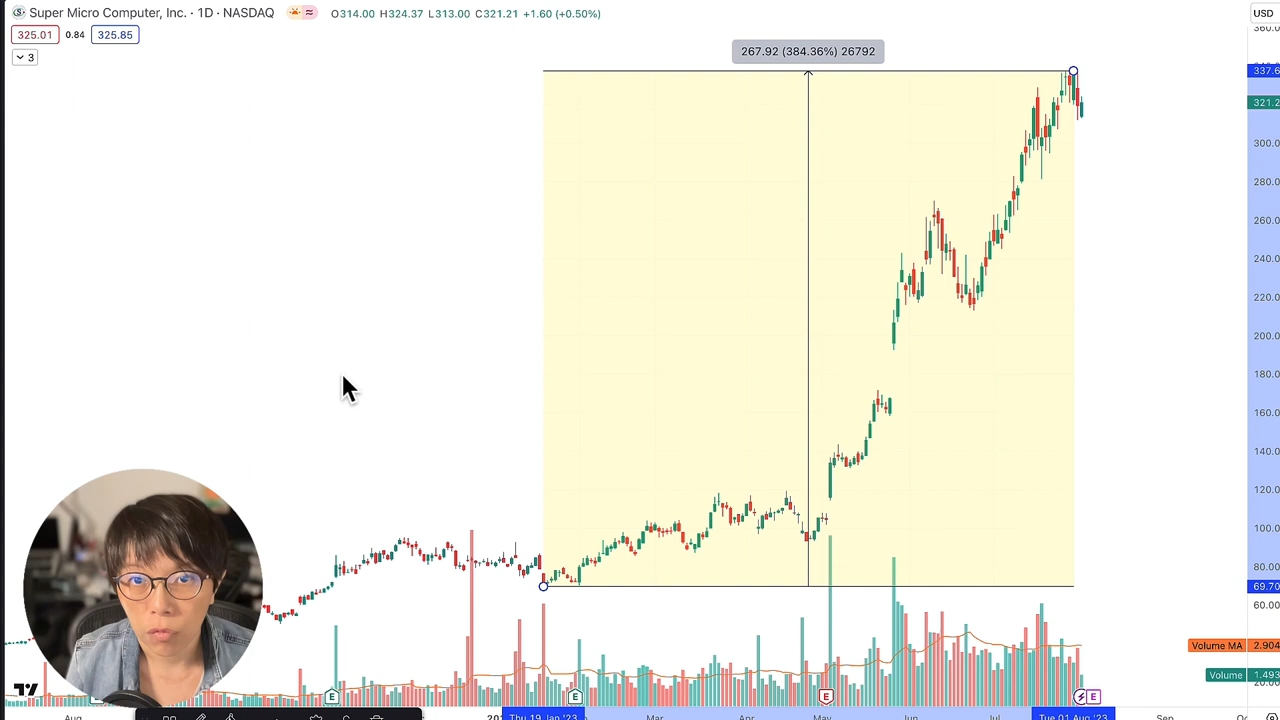 Super Micro Computer, Inc. · 1D · NASDAQ O314.00 H324.37 L313.00 C321.21 +1.60 (+0.50%)
USD
325.01 0.84 325.85
3
267.92 (384.36%) 26792
360.0
337.6
321.2
300.0
280.0
260.0
240.0
220.0
200.0
180.0
160.0
140.0
120.0
100.0
80.00
69.70
60.00
Volume MA 2.904
Volume 1.493
E E E E
Aug Thu 19 Jan '23 Mar Apr May Jun Jul Tue 01 Aug '23 Sep